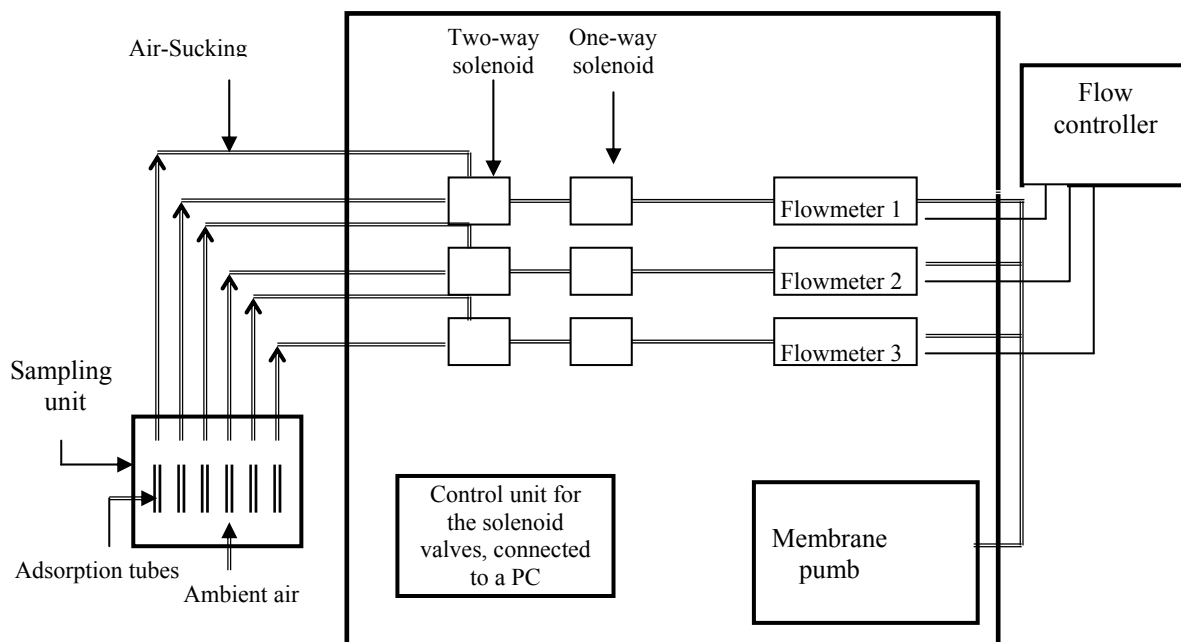 Air-Sucking
Two-way
solenoid
One-way
solenoid
Flow
controller
Flowmeter 1
Flowmeter 2
Flowmeter 3
Sampling
unit
Adsorption tubes
Ambient air
Control unit for
the solenoid
valves, connected
to a PC
Membrane
pumb